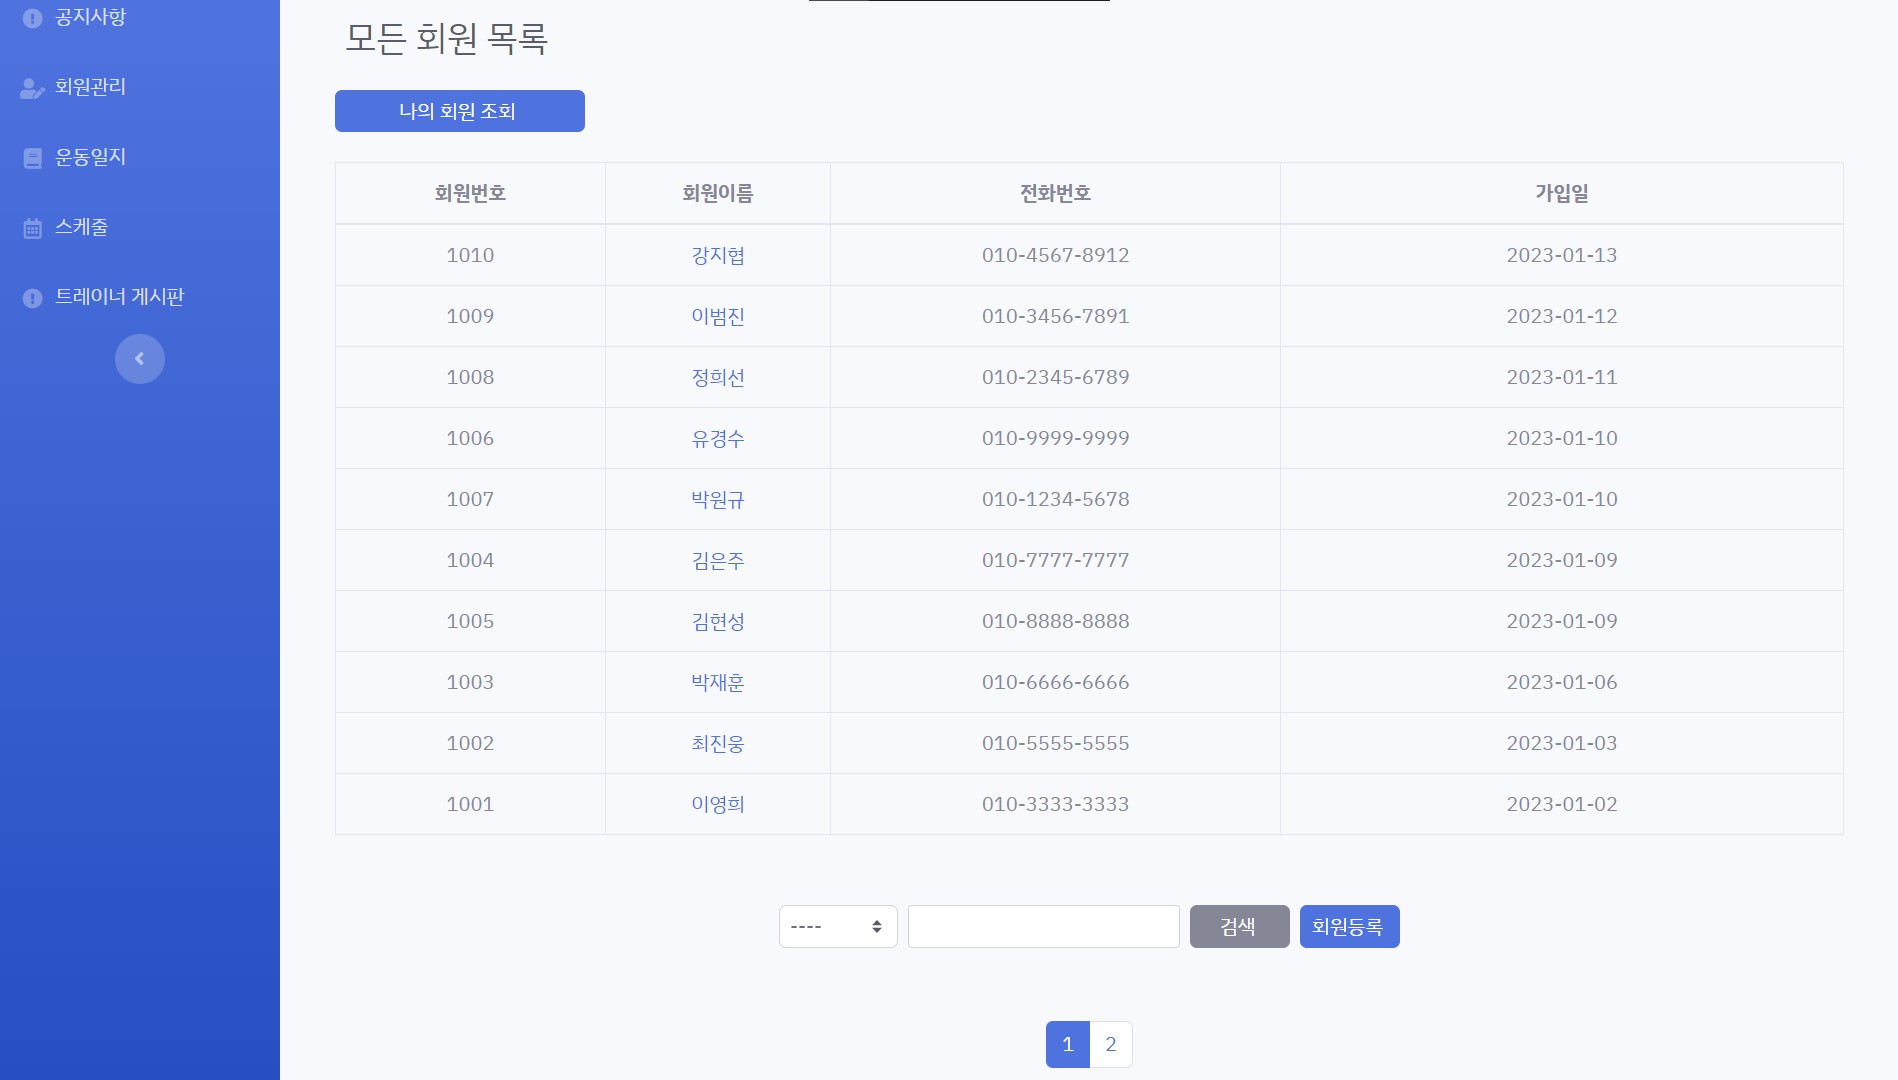 공지사항
회원관리
운동일지
스케줄
트레이너 게시판
모든 회원 목록
나의 회원 조회
회원번호 회원이름 전화번호 가입일
1010 강지협 010-4567-8912 2023-01-13
1009 이범진 010-3456-7891 2023-01-12
1008 정희선 010-2345-6789 2023-01-11
1006 유경수 010-9999-9999 2023-01-10
1007 박원규 010-1234-5678 2023-01-10
1004 김은주 010-7777-7777 2023-01-09
1005 김현성 010-8888-8888 2023-01-09
1003 박재훈 010-6666-6666 2023-01-06
1002 최진웅 010-5555-5555 2023-01-03
1001 이영희 010-3333-3333 2023-01-02
---- 검색 회원등록
1 2